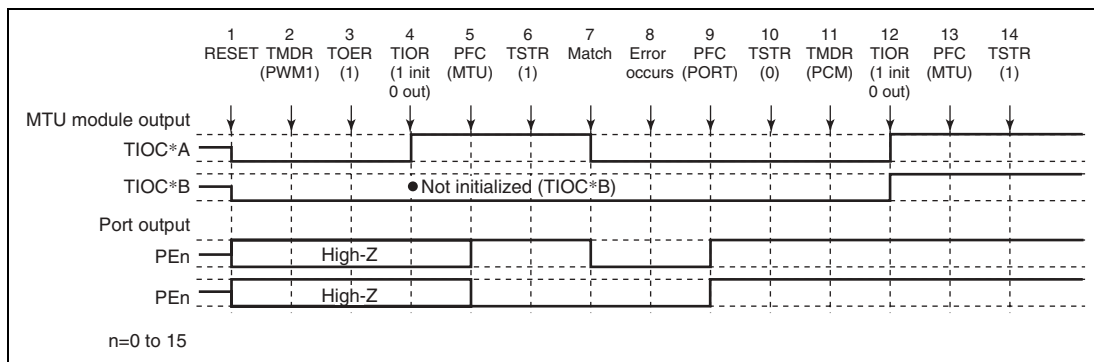 1 2 3 4 5 6 7 8 9 10 11 12 13 14
RESET TMDR TOER TIOR PFC TSTR Match Error PFC TSTR TMDR TIOR PFC TSTR
(PWM1) (1) (1 init (MTU) (1) occurs (PORT) (0) (PCM) (1 init (MTU) (1)
0 out) 0 out)
MTU module output
TIOC*A
TIOC*B
● Not initialized (TIOC*B)
Port output
PEn
High-Z
PEn
High-Z
n=0 to 15